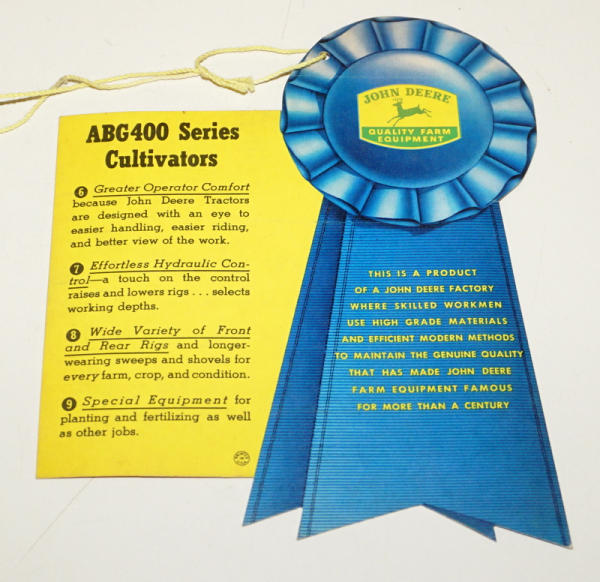 ABG400 Series
Cultivators
6 Greater Operator Comfort
because John Deere Tractors
are designed with an eye to
easier handling, easier riding,
and better view of the work.
7 Effortless Hydraulic Con-
trol—a touch on the control
raises and lowers rigs . . . selects
working depths.
8 Wide Variety of Front
and Rear Rigs and longer-
wearing sweeps and shovels for
every farm, crop, and condition.
9 Special Equipment for
planting and fertilizing as well
as other jobs.
JOHN DEERE
QUALITY FARM
EQUIPMENT
THIS IS A PRODUCT
OF A JOHN DEERE FACTORY
WHERE SKILLED WORKMEN
USE HIGH GRADE MATERIALS
AND EFFICIENT MODERN METHODS
TO MAINTAIN THE GENUINE QUALITY
THAT HAS MADE JOHN DEERE
FARM EQUIPMENT FAMOUS
FOR MORE THAN A CENTURY